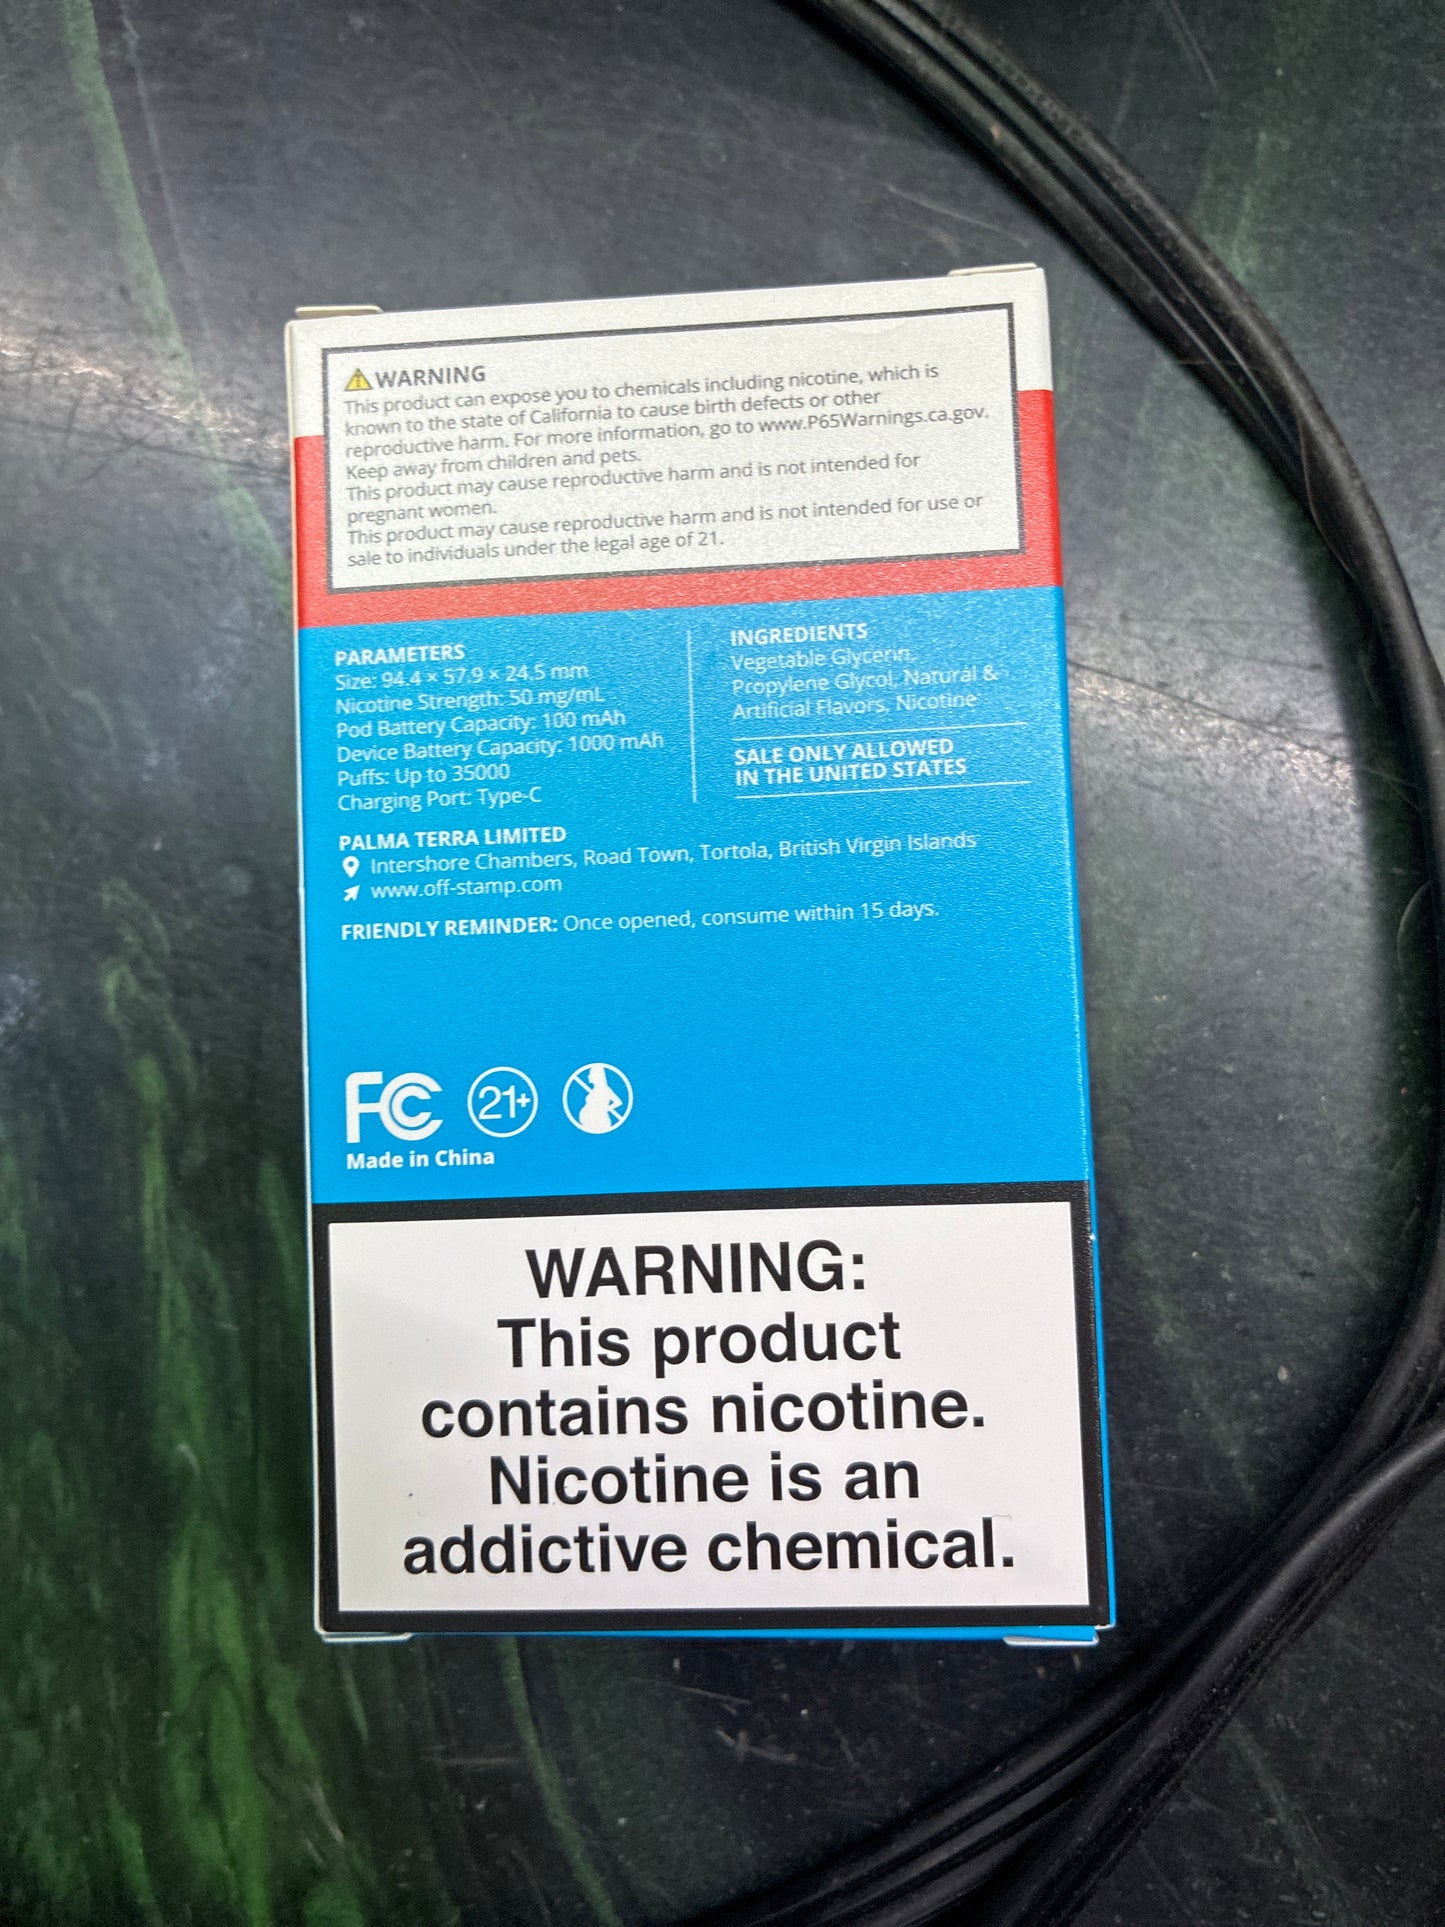 WARNING
This product can expose you to chemicals including nicotine, which is
known to the state of California to cause birth defects or other
reproductive harm. For more information, go to www.P65Warnings.ca.gov.
Keep away from children and pets.
This product may cause reproductive harm and is not intended for
pregnant women.
This product may cause reproductive harm and is not intended for use or
sale to individuals under the legal age of 21.
PARAMETERS
Size: 94.4 × 57.9 × 24.5 mm
Nicotine Strength: 50 mg/mL
Pod Battery Capacity: 100 mAh
Device Battery Capacity: 1000 mAh
Puffs: Up to 35000
Charging Port: Type-C
INGREDIENTS
Vegetable Glycerin,
Propylene Glycol, Natural &
Artificial Flavors, Nicotine
SALE ONLY ALLOWED
IN THE UNITED STATES
PALMA TERRA LIMITED
Intershore Chambers, Road Town, Tortola, British Virgin Islands
www.off-stamp.com
FRIENDLY REMINDER: Once opened, consume within 15 days.
FC 21+
Made in China
WARNING:
This product
contains nicotine.
Nicotine is an
addictive chemical.